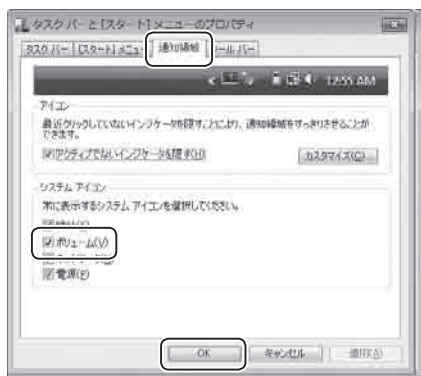 タスク バーと [スタート] メニューのプロパティ
タスク バー
[スタート] メニュー
通知領域
ツール バー
12:55 AM
アイコン
最近クリックしていないインジケータを隠すことにより、通知領域をすっきりさせることが
できます。
アクティブでないインジケータを隠す(H)
カスタマイズ(C)...
システム アイコン
常に表示するシステム アイコンを選択してください。
ボリューム(V)
電源(P)
OK
キャンセル
適用(A)